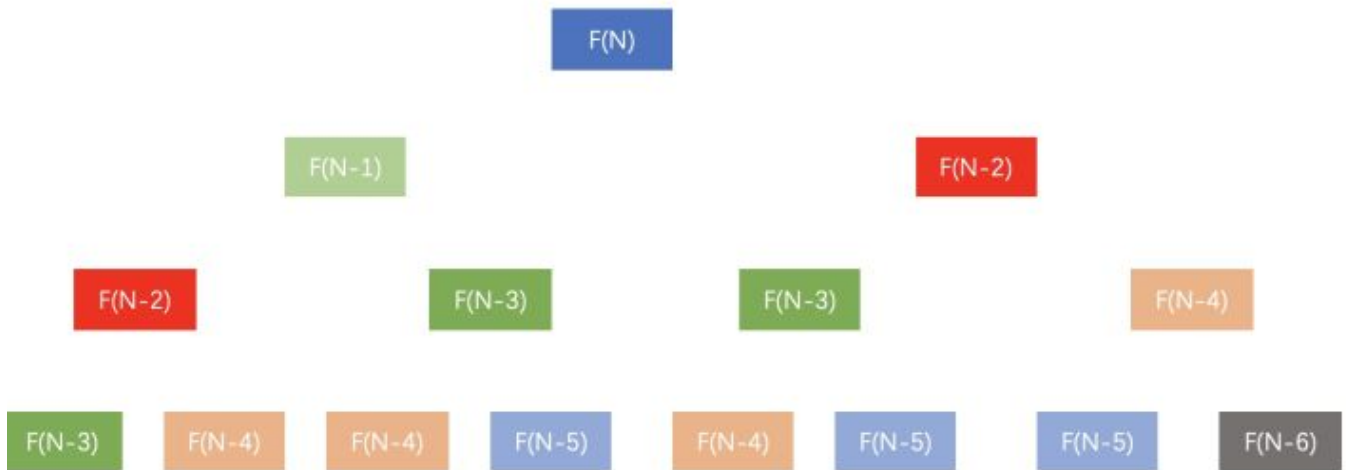 F(N)
F(N-1) F(N-2)
F(N-2) F(N-3) F(N-3) F(N-4)
F(N-3) F(N-4) F(N-4) F(N-5) F(N-4) F(N-5) F(N-5) F(N-6)